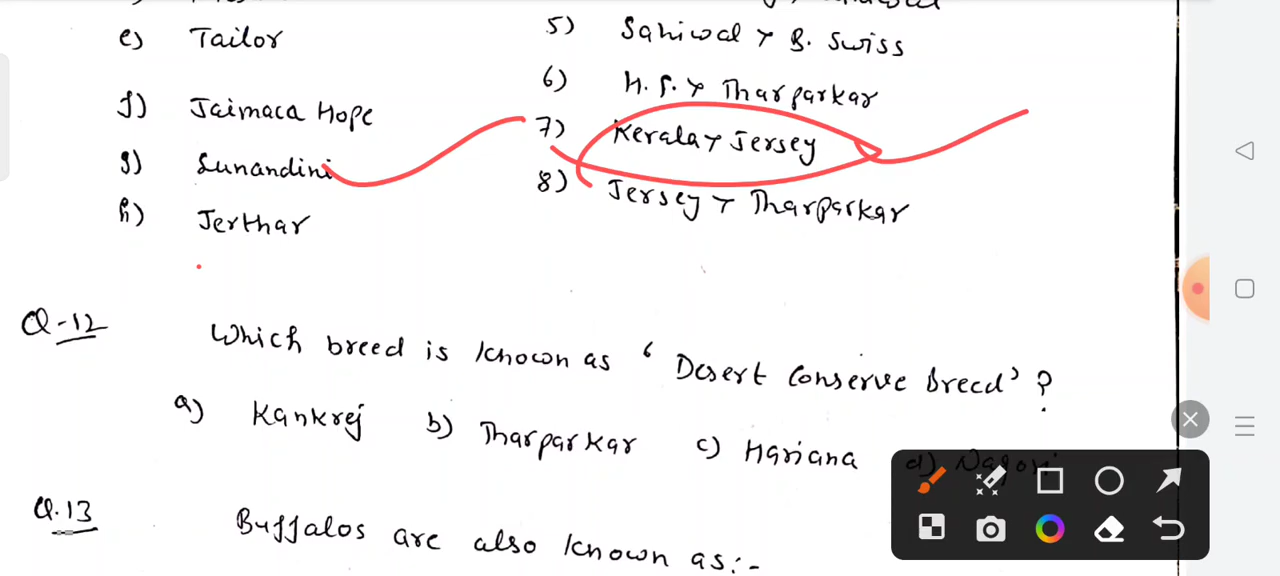 e) Tailor 5) Sahiwal × B. Swiss
6) H.F. × Tharparkar
f) Jaimaca Hope 7) Kerala × Jersey
g) Sunandini 8) Jersey × Tharparkar
h) Jerthar
Q-12 Which breed is known as ‘Desert Conserve breed’ ?
a) Kankrej b) Tharparkar c) Hariana d) Nagori
Q.13 Buffalos are also known as:-